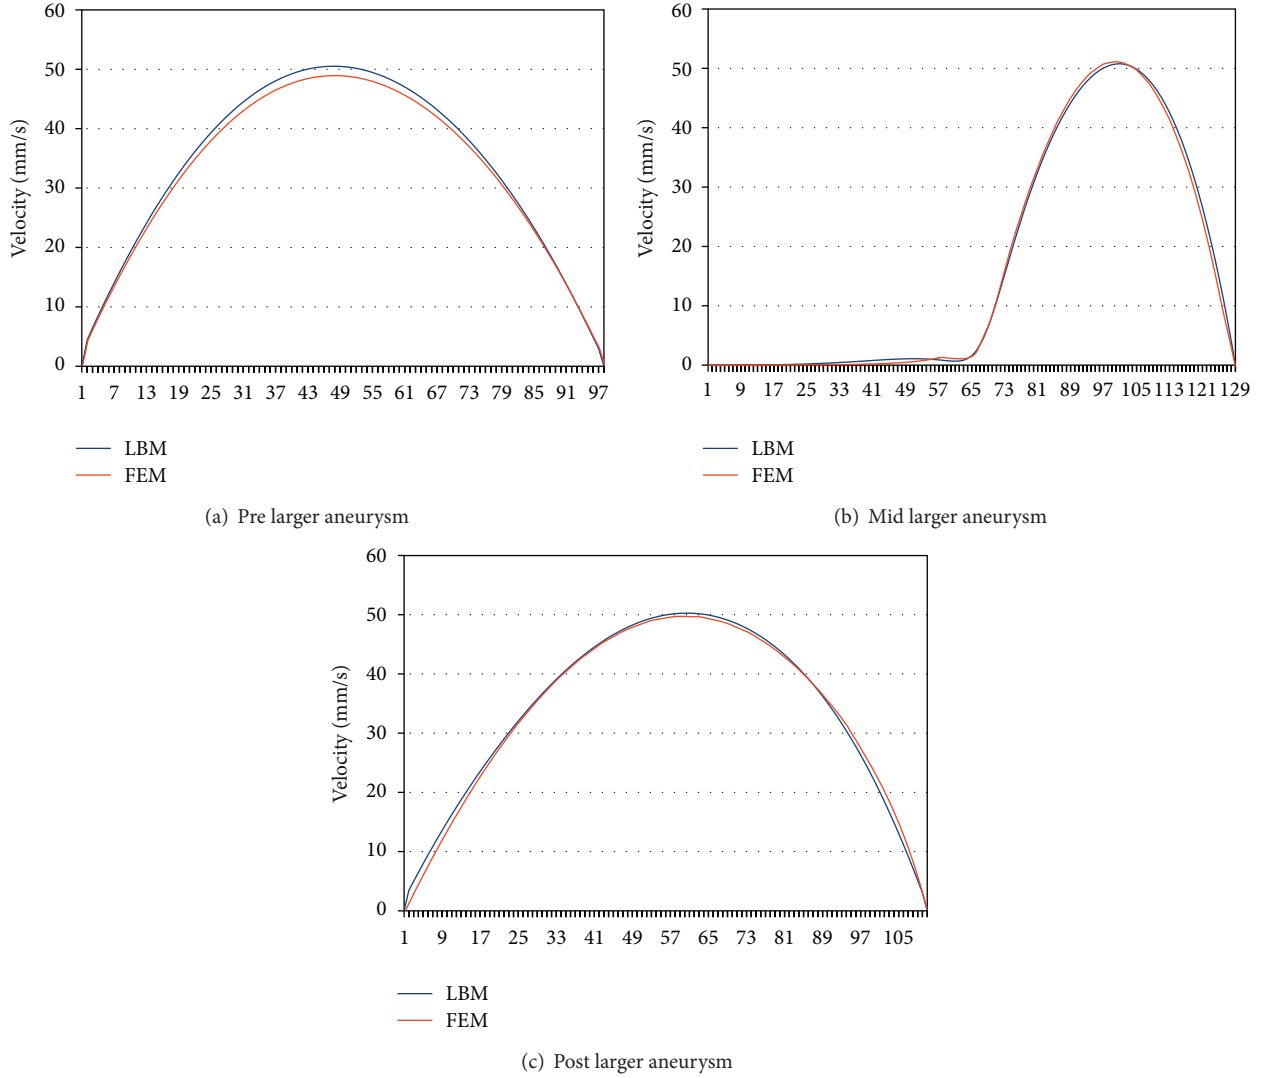 60
50
40
30
20
10
0
Velocity (mm/s)
1 7 13 19 25 31 37 43 49 55 61 67 73 79 85 91 97
LBM
FEM
(a) Pre larger aneurysm
60
50
40
30
20
10
0
Velocity (mm/s)
1 9 17 25 33 41 49 57 65 73 81 89 97 105 113 121 129
LBM
FEM
(b) Mid larger aneurysm
60
50
40
30
20
10
0
Velocity (mm/s)
1 9 17 25 33 41 49 57 65 73 81 89 97 105
LBM
FEM
(c) Post larger aneurysm